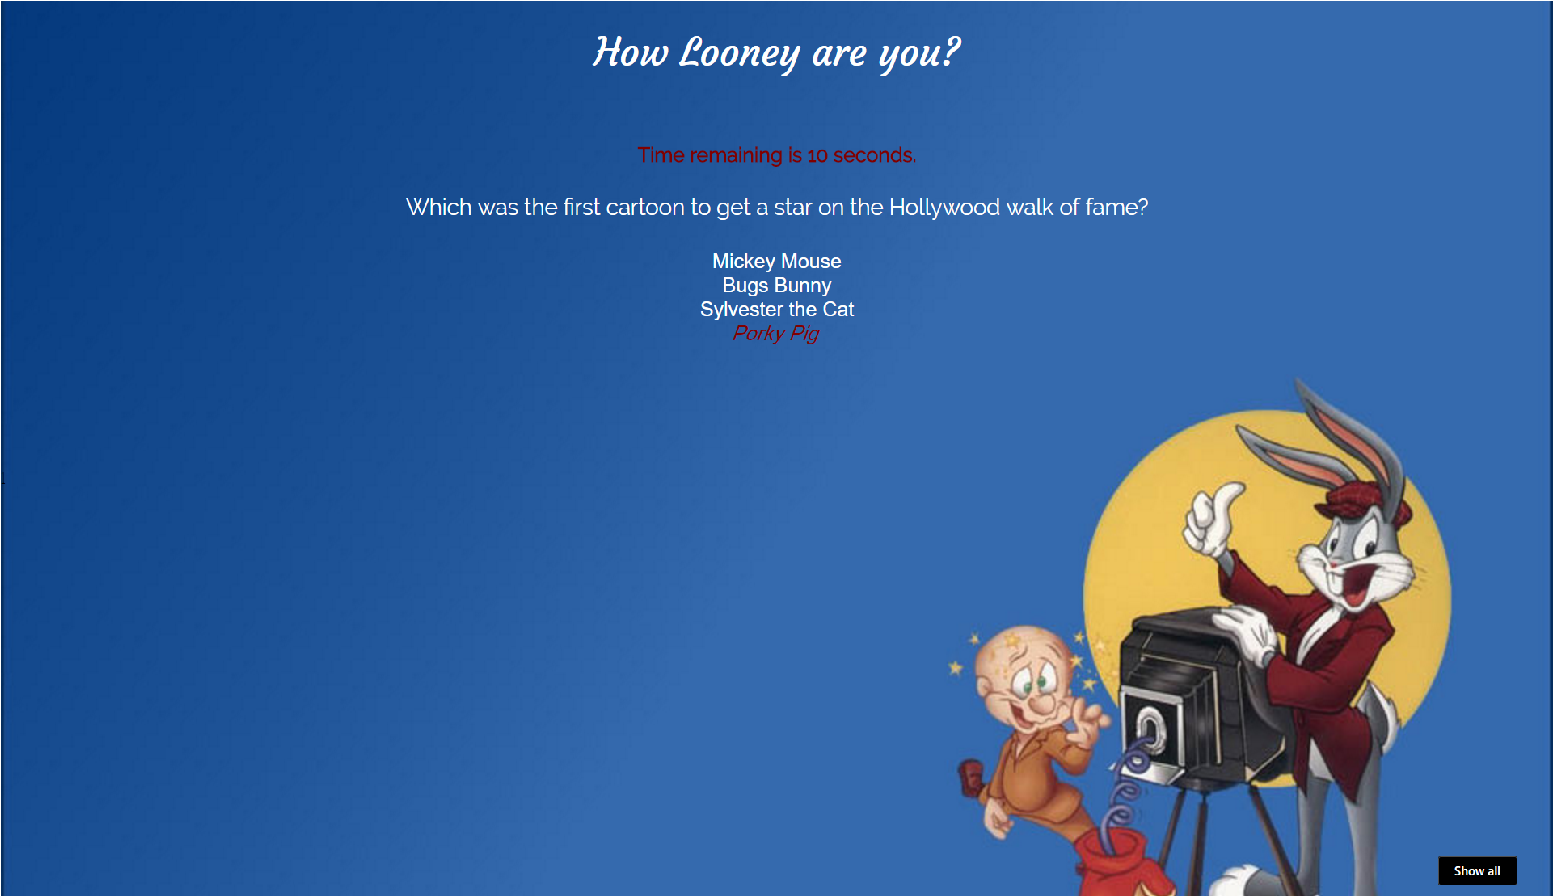 How Looney are you?
Time remaining is 10 seconds.
Which was the first cartoon to get a star on the Hollywood walk of fame?
Mickey Mouse
Bugs Bunny
Sylvester the Cat
Porky Pig
Show all